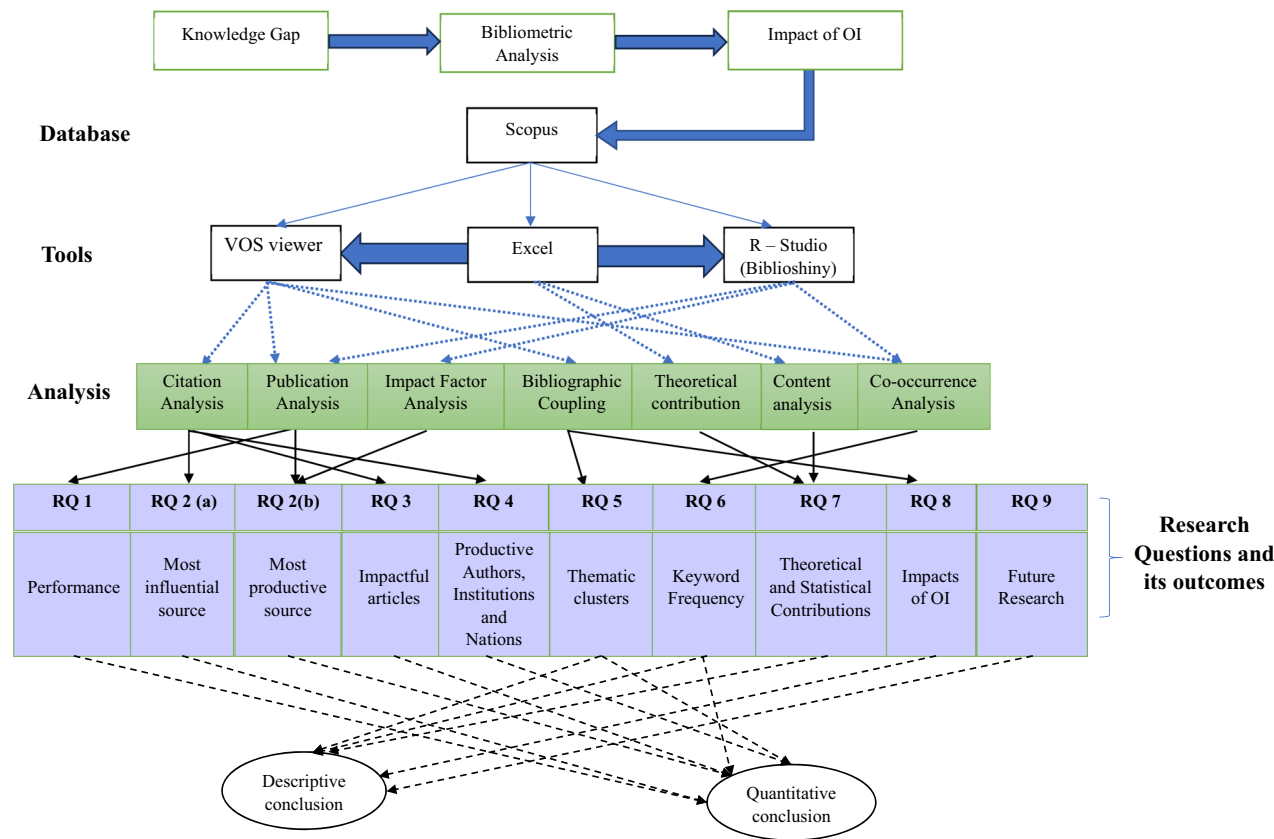 Knowledge Gap
Bibliometric
Analysis
Impact of OI
Database
Scopus
Tools
VOS viewer
Excel
R – Studio
(Biblioshiny)
Analysis
Citation
Analysis
Publication
Analysis
Impact Factor
Analysis
Bibliographic
Coupling
Theoretical
contribution
Content
analysis
Co-occurrence
Analysis
RQ 1
RQ 2 (a)
RQ 2(b)
RQ 3
RQ 4
RQ 5
RQ 6
RQ 7
RQ 8
RQ 9
Performance
Most
influential
source
Most
productive
source
Impactful
articles
Productive
Authors,
Institutions
and
Nations
Thematic
clusters
Keyword
Frequency
Theoretical
and Statistical
Contributions
Impacts
of OI
Future
Research
Research
Questions and
its outcomes
Descriptive
conclusion
Quantitative
conclusion